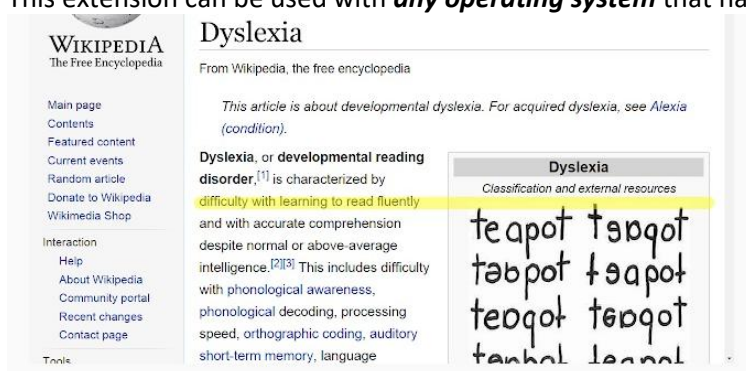 This extension can be used with any operating system that ha
WIKIPEDIA
The Free Encyclopedia
Main page
Contents
Featured content
Current events
Random article
Donate to Wikipedia
Wikimedia Shop
Interaction
Help
About Wikipedia
Community portal
Recent changes
Contact page
Tools
Dyslexia
From Wikipedia, the free encyclopedia
This article is about developmental dyslexia. For acquired dyslexia, see Alexia
(condition).
Dyslexia, or developmental reading
disorder,[1] is characterized by
difficulty with learning to read fluently
and with accurate comprehension
despite normal or above-average
intelligence.[2][3] This includes difficulty
with phonological awareness,
phonological decoding, processing
speed, orthographic coding, auditory
short-term memory, language
Dyslexia
Classification and external resources
teapot